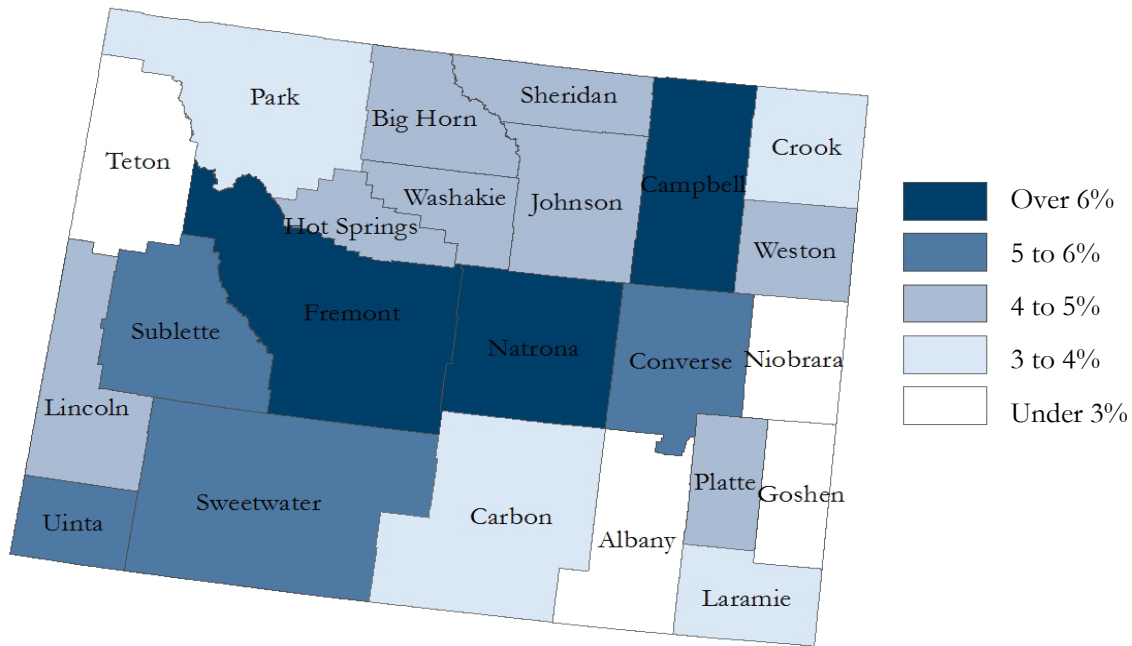 Park
Big Horn
Sheridan
Campbell
Crook
Teton
Washakie
Johnson
Hot Springs
Weston
Fremont
Sublette
Natrona
Converse
Niobrara
Lincoln
Sweetwater
Uinta
Carbon
Albany
Platte
Goshen
Laramie
Over 6%
5 to 6%
4 to 5%
3 to 4%
Under 3%